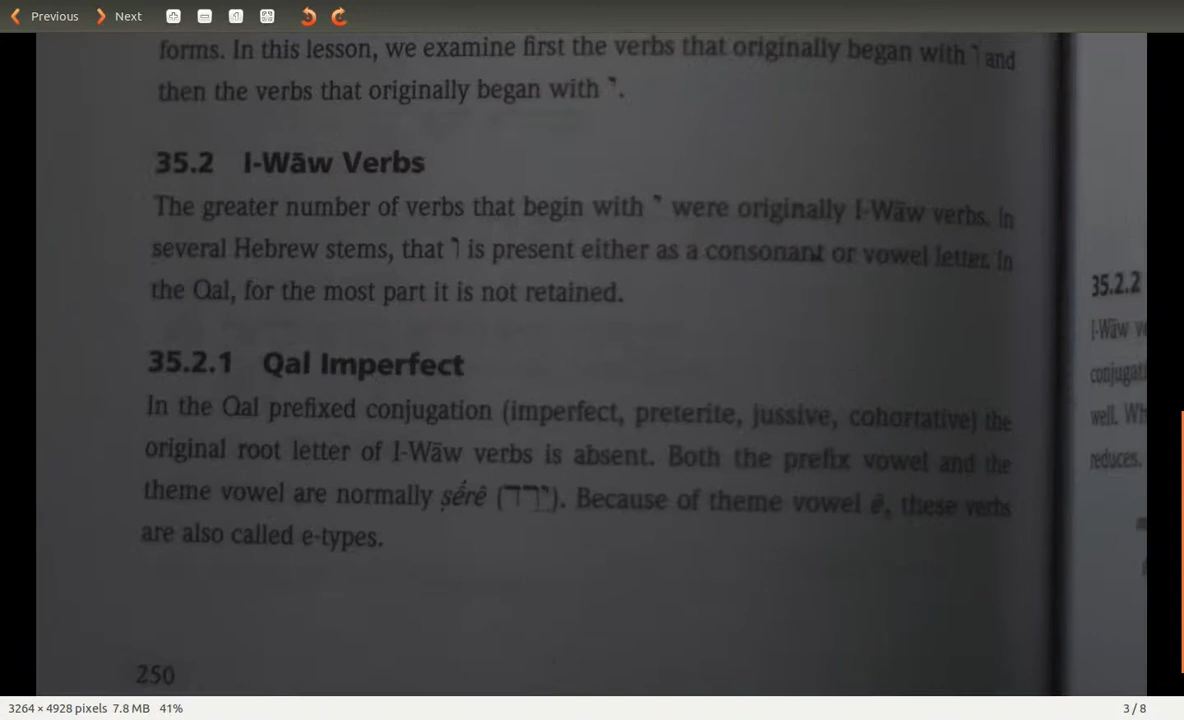 Previous Next
forms. In this lesson, we examine first the verbs that originally began with ו and
then the verbs that originally began with י.
35.2 I-Wāw Verbs
The greater number of verbs that begin with י were originally I-Wāw verbs. In
several Hebrew stems, that ו is present either as a consonant or vowel letter. In
the Qal, for the most part it is not retained.
35.2.1 Qal Imperfect
In the Qal prefixed conjugation (imperfect, preterite, jussive, cohortative) the
original root letter of I-Wāw verbs is absent. Both the prefix vowel and the
theme vowel are normally ṣḗrê (יֵרֵד). Because of theme vowel ē, these verbs
are also called e-types.
250
35.2.2
I-Wāw
well.
reduces.
3264 × 4928 pixels 7.8 MB 41%
3 / 8